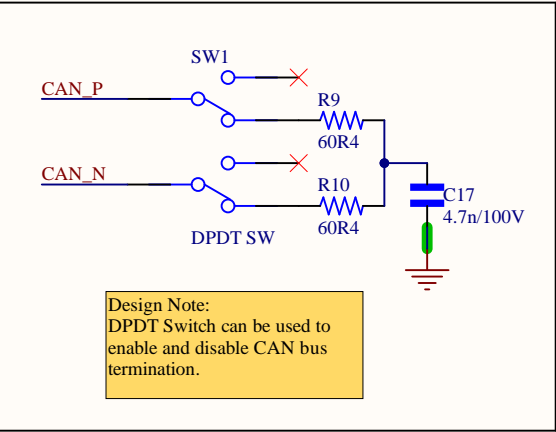 SW1
CAN_P
R9
60R4
CAN_N
R10
60R4
C17
4.7n/100V
DPDT SW
Design Note:
DPDT Switch can be used to
enable and disable CAN bus
termination.